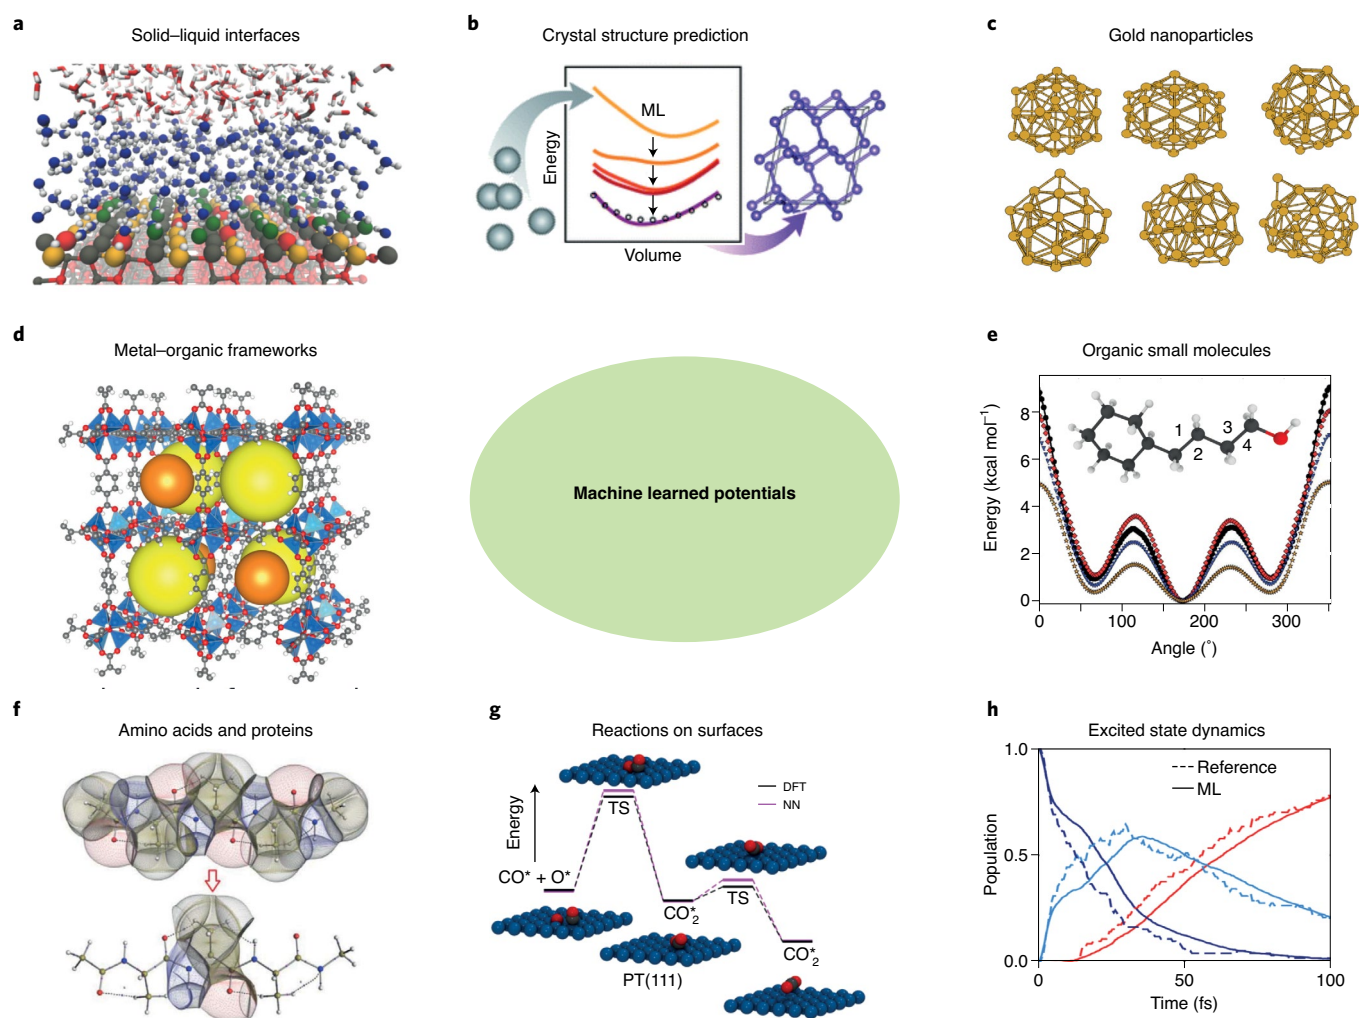 a
Solid–liquid interfaces
b
Crystal structure prediction
ML
Energy
Volume
c
Gold nanoparticles
d
Metal–organic frameworks
Machine learned potentials
e
Organic small molecules
Energy (kcal mol⁻¹)
8
6
4
2
0
1
2
3
4
0
100
200
300
Angle (°)
f
Amino acids and proteins
g
Reactions on surfaces
Energy
DFT
NN
TS
CO* + O*
CO₂*
TS
CO₂*
PT(111)
h
Excited state dynamics
Reference
ML
Population
1.0
0.5
0.0
0
50
100
Time (fs)